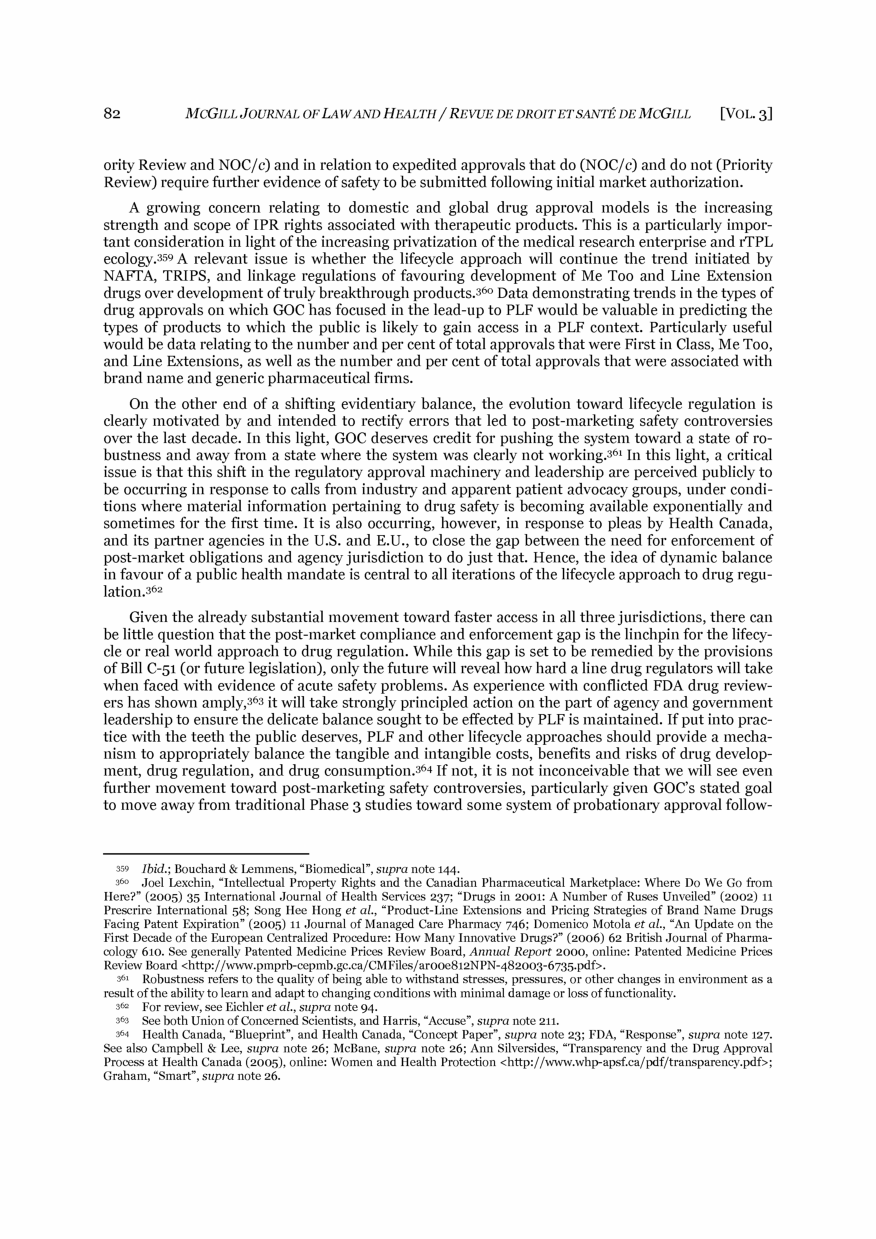 82 MCGILL JOURNAL OF LAW AND HEALTH / REVUE DE DROIT ET SANTÉ DE MCGILL [VOL. 3]
ority Review and NOC/c) and in relation to expedited approvals that do (NOC/c) and do not (Priority
Review) require further evidence of safety to be submitted following initial market authorization.
A growing concern relating to domestic and global drug approval models is the increasing
strength and scope of IPR rights associated with therapeutic products. This is a particularly impor-
tant consideration in light of the increasing privatization of the medical research enterprise and rTPL
ecology.359 A relevant issue is whether the lifecycle approach will continue the trend initiated by
NAFTA, TRIPS, and linkage regulations of favouring development of Me Too and Line Extension
drugs over development of truly breakthrough products.360 Data demonstrating trends in the types of
drug approvals on which GOC has focused in the lead-up to PLF would be valuable in predicting the
types of products to which the public is likely to gain access in a PLF context. Particularly useful
would be data relating to the number and per cent of total approvals that were First in Class, Me Too,
and Line Extensions, as well as the number and per cent of total approvals that were associated with
brand name and generic pharmaceutical firms.
On the other end of a shifting evidentiary balance, the evolution toward lifecycle regulation is
clearly motivated by and intended to rectify errors that led to post-marketing safety controversies
over the last decade. In this light, GOC deserves credit for pushing the system toward a state of ro-
bustness and away from a state where the system was clearly not working.361 In this light, a critical
issue is that this shift in the regulatory approval machinery and leadership are perceived publicly to
be occurring in response to calls from industry and apparent patient advocacy groups, under condi-
tions where material information pertaining to drug safety is becoming available exponentially and
sometimes for the first time. It is also occurring, however, in response to pleas by Health Canada,
and its partner agencies in the U.S. and E.U., to close the gap between the need for enforcement of
post-market obligations and agency jurisdiction to do just that. Hence, the idea of dynamic balance
in favour of a public health mandate is central to all iterations of the lifecycle approach to drug regu-
lation.362
Given the already substantial movement toward faster access in all three jurisdictions, there can
be little question that the post-market compliance and enforcement gap is the linchpin for the lifecy-
cle or real world approach to drug regulation. While this gap is set to be remedied by the provisions
of Bill C-51 (or future legislation), only the future will reveal how hard a line drug regulators will take
when faced with evidence of acute safety problems. As experience with conflicted FDA drug review-
ers has shown amply,363 it will take strongly principled action on the part of agency and government
leadership to ensure the delicate balance sought to be effected by PLF is maintained. If put into prac-
tice with the teeth the public deserves, PLF and other lifecycle approaches should provide a mecha-
nism to appropriately balance the tangible and intangible costs, benefits and risks of drug develop-
ment, drug regulation, and drug consumption.364 If not, it is not inconceivable that we will see even
further movement toward post-marketing safety controversies, particularly given GOC's stated goal
to move away from traditional Phase 3 studies toward some system of probationary approval follow-
359 Ibid.; Bouchard & Lemmens, "Biomedical", supra note 144.
360 Joel Lexchin, "Intellectual Property Rights and the Canadian Pharmaceutical Marketplace: Where Do We Go from
Here?" (2005) 35 International Journal of Health Services 237; "Drugs in 2001: A Number of Ruses Unveiled" (2002) 11
Prescrire International 58; Song Hee Hong et al., "Product-Line Extensions and Pricing Strategies of Brand Name Drugs
Facing Patent Expiration" (2005) 11 Journal of Managed Care Pharmacy 746; Domenico Motola et al., "An Update on the
First Decade of the European Centralized Procedure: How Many Innovative Drugs?" (2006) 62 British Journal of Pharma-
cology 610. See generally Patented Medicine Prices Review Board, Annual Report 2000, online: Patented Medicine Prices
Review Board <http://www.pmprb-cepmb.gc.ca/CMFiles/ar00e812NPN-482003-6735.pdf>.
361 Robustness refers to the quality of being able to withstand stresses, pressures, or other changes in environment as a
result of the ability to learn and adapt to changing conditions with minimal damage or loss of functionality.
362 For review, see Eichler et al., supra note 94.
363 See both Union of Concerned Scientists, and Harris, "Accuse", supra note 211.
364 Health Canada, "Blueprint", and Health Canada, "Concept Paper", supra note 23; FDA, "Response", supra note 127.
See also Campbell & Lee, supra note 26; McBane, supra note 26; Ann Silversides, "Transparency and the Drug Approval
Process at Health Canada (2005), online: Women and Health Protection <http://www.whp-apsf.ca/pdf/transparency.pdf>;
Graham, "Smart", supra note 26.